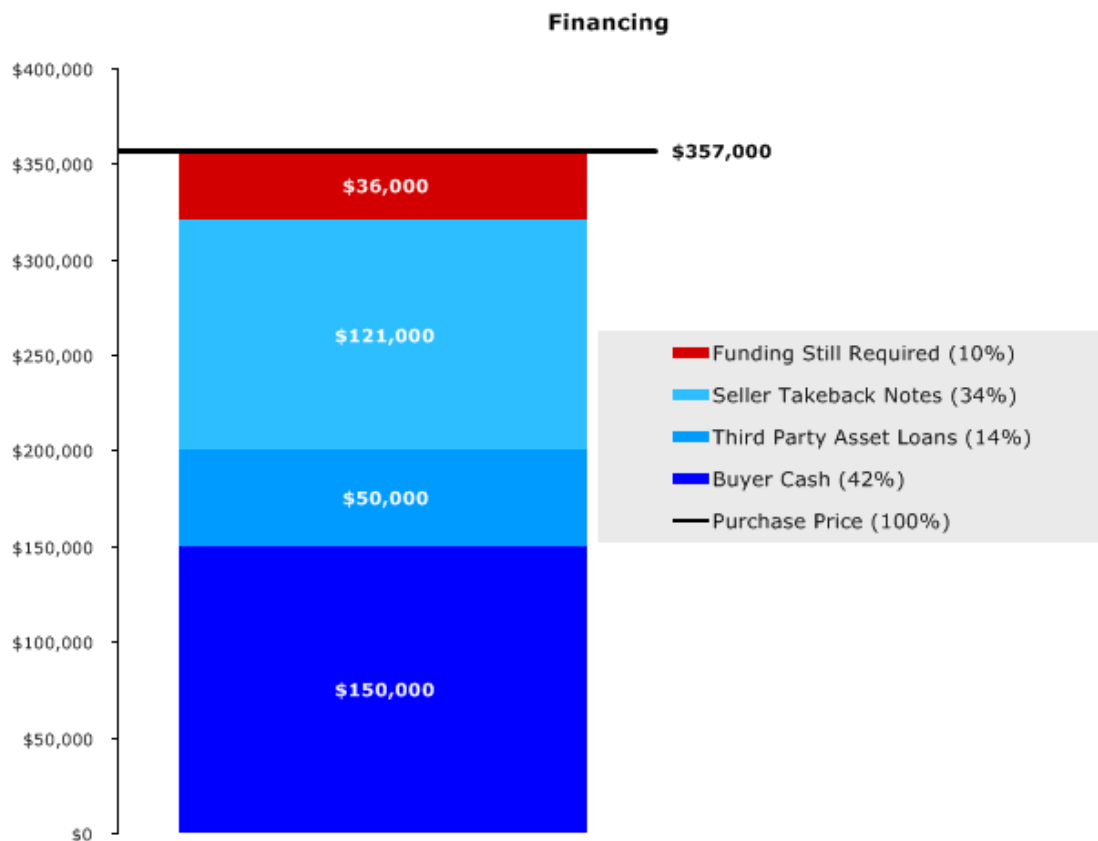 Financing
$400,000
$357,000
$350,000
$36,000
$300,000
$121,000
$250,000
Funding Still Required (10%)
Seller Takeback Notes (34%)
$200,000
Third Party Asset Loans (14%)
$50,000
Buyer Cash (42%)
Purchase Price (100%)
$150,000
$100,000
$150,000
$50,000
$0